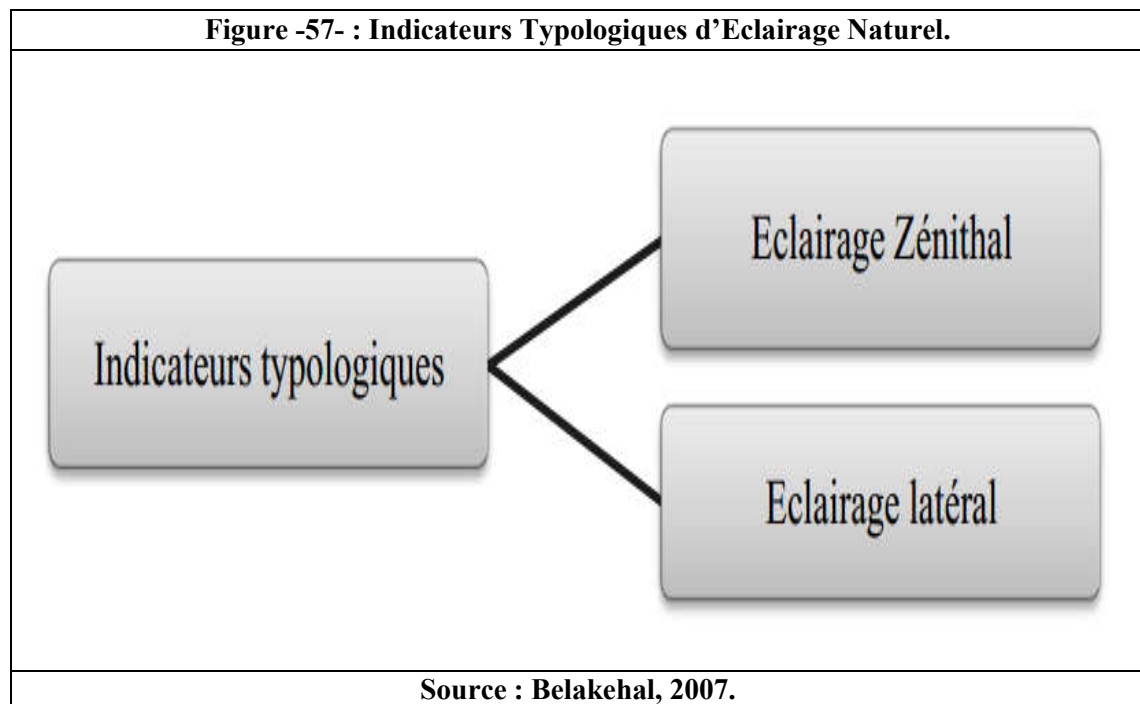 Figure -57- : Indicateurs Typologiques d’Eclairage Naturel.
Eclairage Zénithal
Indicateurs typologiques
Eclairage latéral
Source : Belakehal, 2007.